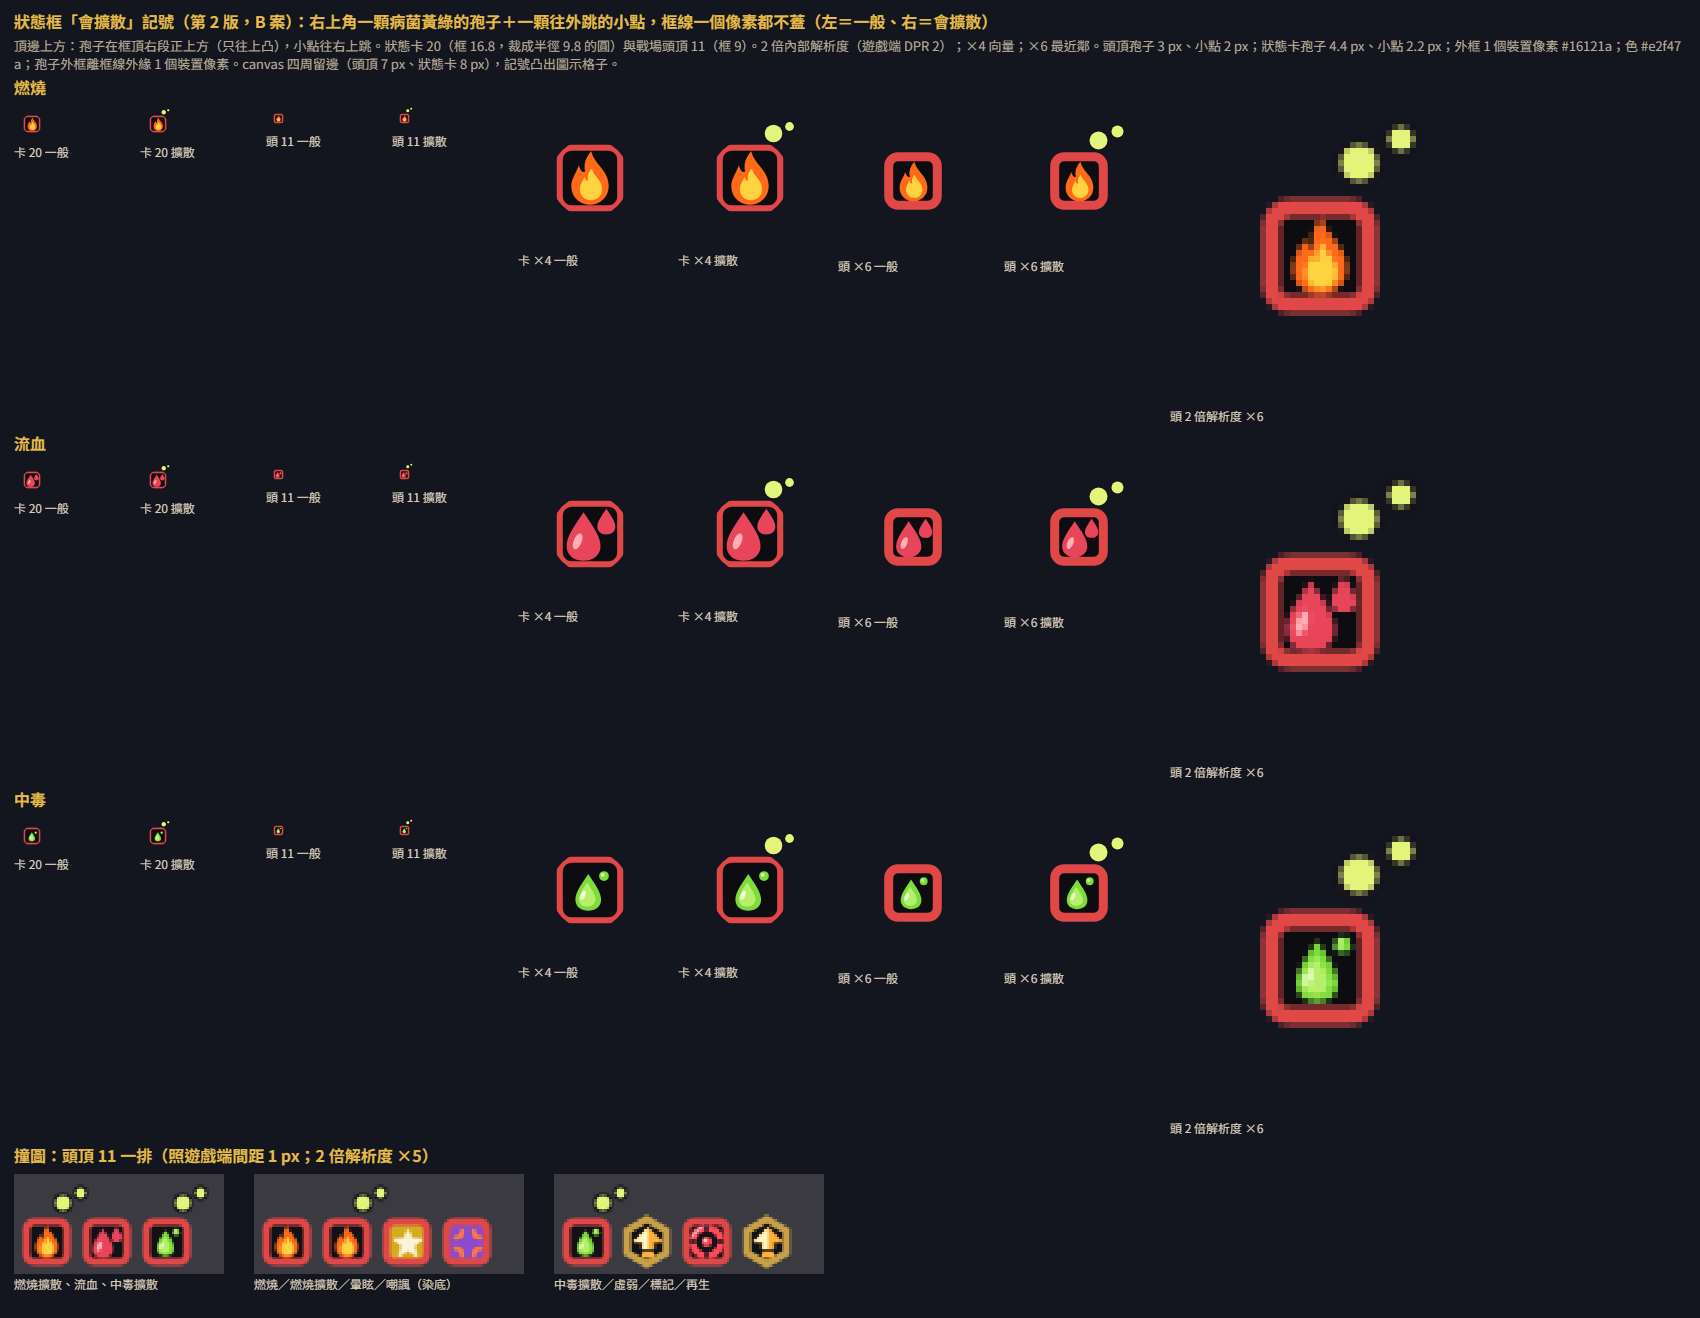 狀態框「會擴散」記號（第 2 版，B 案）：右上角一顆病菌黃綠的孢子＋一顆往外跳的小點，框線一個像素都不蓋（左＝一般、右＝會擴散）
頂邊上方：孢子在框頂右段正上方（只往上凸），小點往右上跳。狀態卡 20（框 16.8，裁成半徑 9.8 的圓）與戰場頭頂 11（框 9）。2 倍內部解析度（遊戲端 DPR 2）；×4 向量；×6 最近鄰。頭頂孢子 3 px、小點 2 px；狀態卡孢子 4.4 px、小點 2.2 px；外框 1 個裝置像素 #16121a；色 #e2f47
a；孢子外框離框線外緣 1 個裝置像素。canvas 四周留邊（頭頂 7 px、狀態卡 8 px），記號凸出圖示格子。
燃燒
卡 20 一般
卡 20 擴散
頭 11 一般
頭 11 擴散
卡 ×4 一般
卡 ×4 擴散
頭 ×6 一般
頭 ×6 擴散
頭 2 倍解析度 ×6
流血
卡 20 一般
卡 20 擴散
頭 11 一般
頭 11 擴散
卡 ×4 一般
卡 ×4 擴散
頭 ×6 一般
頭 ×6 擴散
頭 2 倍解析度 ×6
中毒
卡 20 一般
卡 20 擴散
頭 11 一般
頭 11 擴散
卡 ×4 一般
卡 ×4 擴散
頭 ×6 一般
頭 ×6 擴散
頭 2 倍解析度 ×6
撞圖：頭頂 11 一排（照遊戲端間距 1 px；2 倍解析度 ×5）
燃燒擴散、流血、中毒擴散
燃燒／燃燒擴散／暈眩／嘲諷（染底）
中毒擴散／虛弱／標記／再生